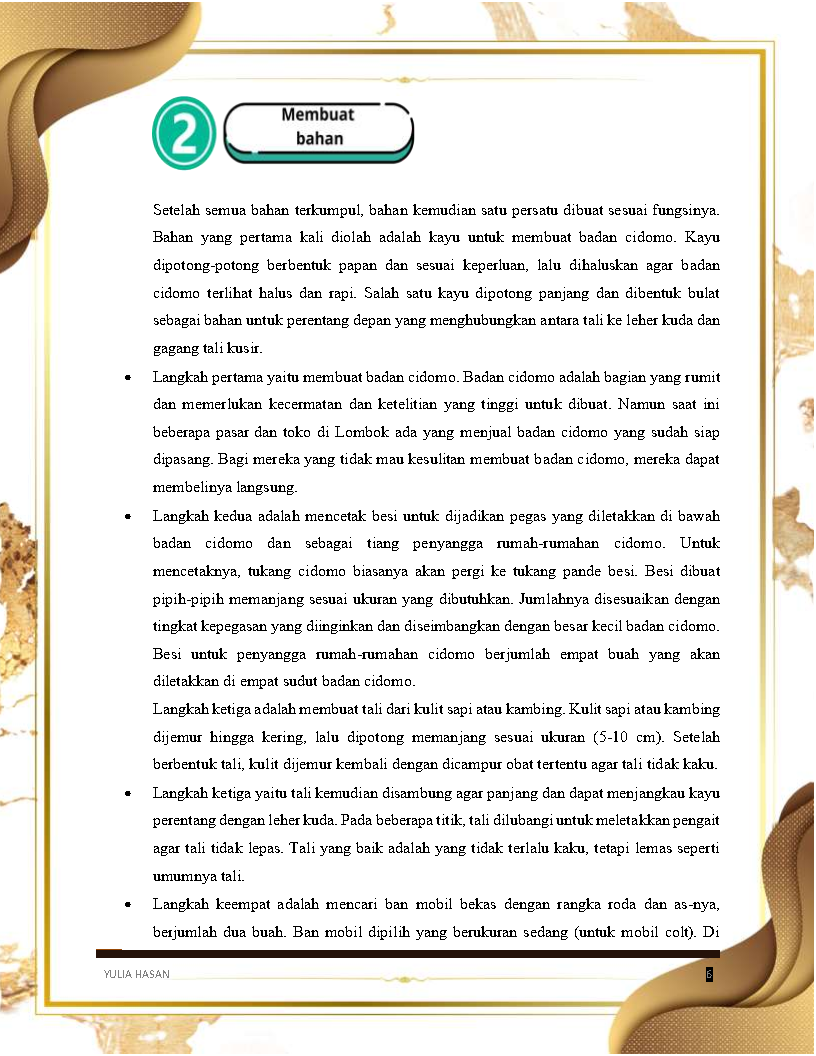 2
Membuat
bahan
Setelah semua bahan terkumpul, bahan kemudian satu persatu dibuat sesuai fungsinya.
Bahan yang pertama kali diolah adalah kayu untuk membuat badan cidomo. Kayu
dipotong-potong berbentuk papan dan sesuai keperluan, lalu dihaluskan agar badan
cidomo terlihat halus dan rapi. Salah satu kayu dipotong panjang dan dibentuk bulat
sebagai bahan untuk perentang depan yang menghubungkan antara tali ke leher kuda dan
gagang tali kusir.
• Langkah pertama yaitu membuat badan cidomo. Badan cidomo adalah bagian yang rumit
dan memerlukan kecermatan dan ketelitian yang tinggi untuk dibuat. Namun saat ini
beberapa pasar dan toko di Lombok ada yang menjual badan cidomo yang sudah siap
dipasang. Bagi mereka yang tidak mau kesulitan membuat badan cidomo, mereka dapat
membelinya langsung.
• Langkah kedua adalah mencetak besi untuk dijadikan pegas yang diletakkan di bawah
badan cidomo dan sebagai tiang penyangga rumah-rumahan cidomo. Untuk
mencetaknya, tukang cidomo biasanya akan pergi ke tukang pande besi. Besi dibuat
pipih-pipih memanjang sesuai ukuran yang dibutuhkan. Jumlahnya disesuaikan dengan
tingkat kepegasan yang diinginkan dan diseimbangkan dengan besar kecil badan cidomo.
Besi untuk penyangga rumah-rumahan cidomo berjumlah empat buah yang akan
diletakkan di empat sudut badan cidomo.
Langkah ketiga adalah membuat tali dari kulit sapi atau kambing. Kulit sapi atau kambing
dijemur hingga kering, lalu dipotong memanjang sesuai ukuran (5-10 cm). Setelah
berbentuk tali, kulit dijemur kembali dengan dicampur obat tertentu agar tali tidak kaku.
• Langkah ketiga yaitu tali kemudian disambung agar panjang dan dapat menjangkau kayu
perentang dengan leher kuda. Pada beberapa titik, tali dilubangi untuk meletakkan pengait
agar tali tidak lepas. Tali yang baik adalah yang tidak terlalu kaku, tetapi lemas seperti
umumnya tali.
• Langkah keempat adalah mencari ban mobil bekas dengan rangka roda dan as-nya,
berjumlah dua buah. Ban mobil dipilih yang berukuran sedang (untuk mobil colt). Di
YULIA HASAN 6